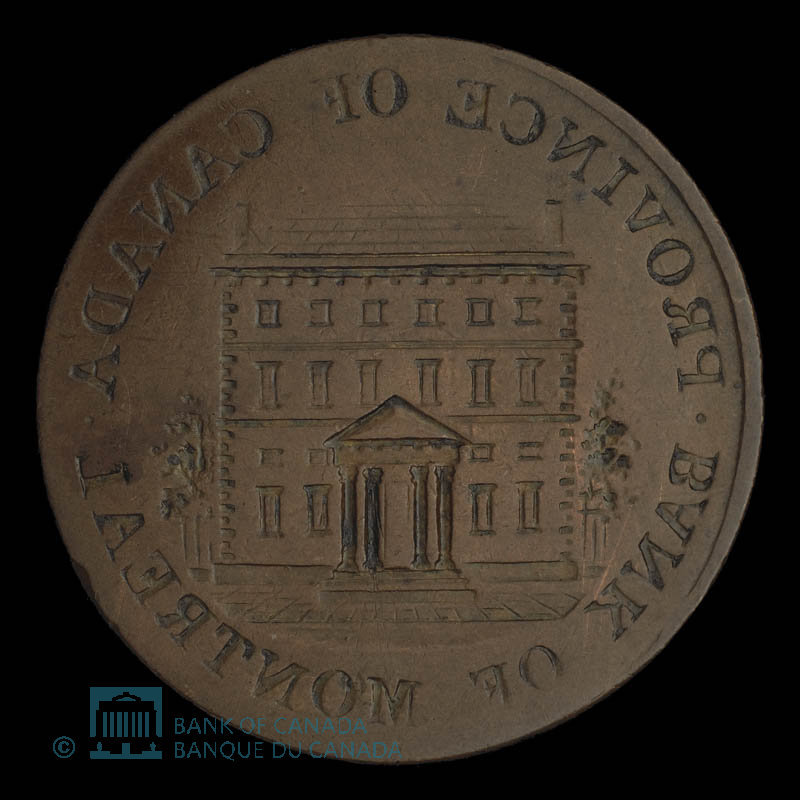 PROVINCE OF CANADA
· BANK OF MONTREAL ·
© BANK OF CANADA
BANQUE DU CANADA